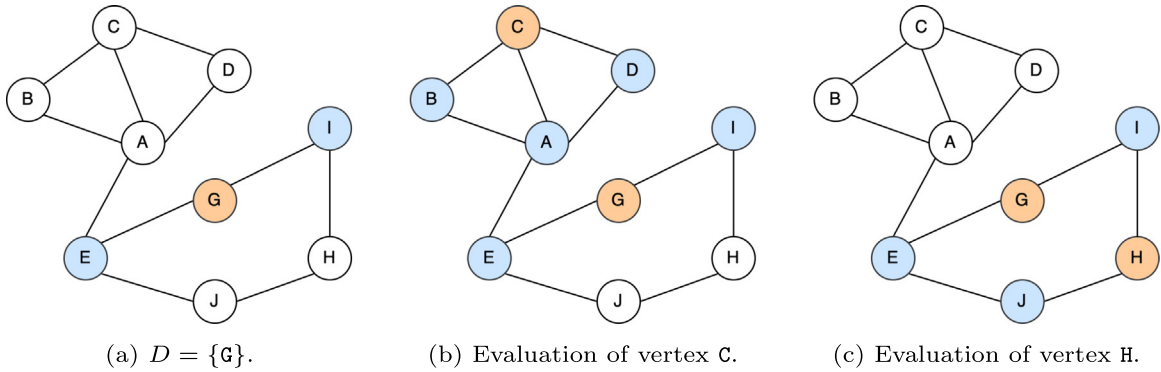 C
D
B
I
A
G
E
H
J
(a) D = {G}.
C
D
B
I
A
G
E
H
J
(b) Evaluation of vertex C.
C
D
B
I
A
G
E
H
J
(c) Evaluation of vertex H.